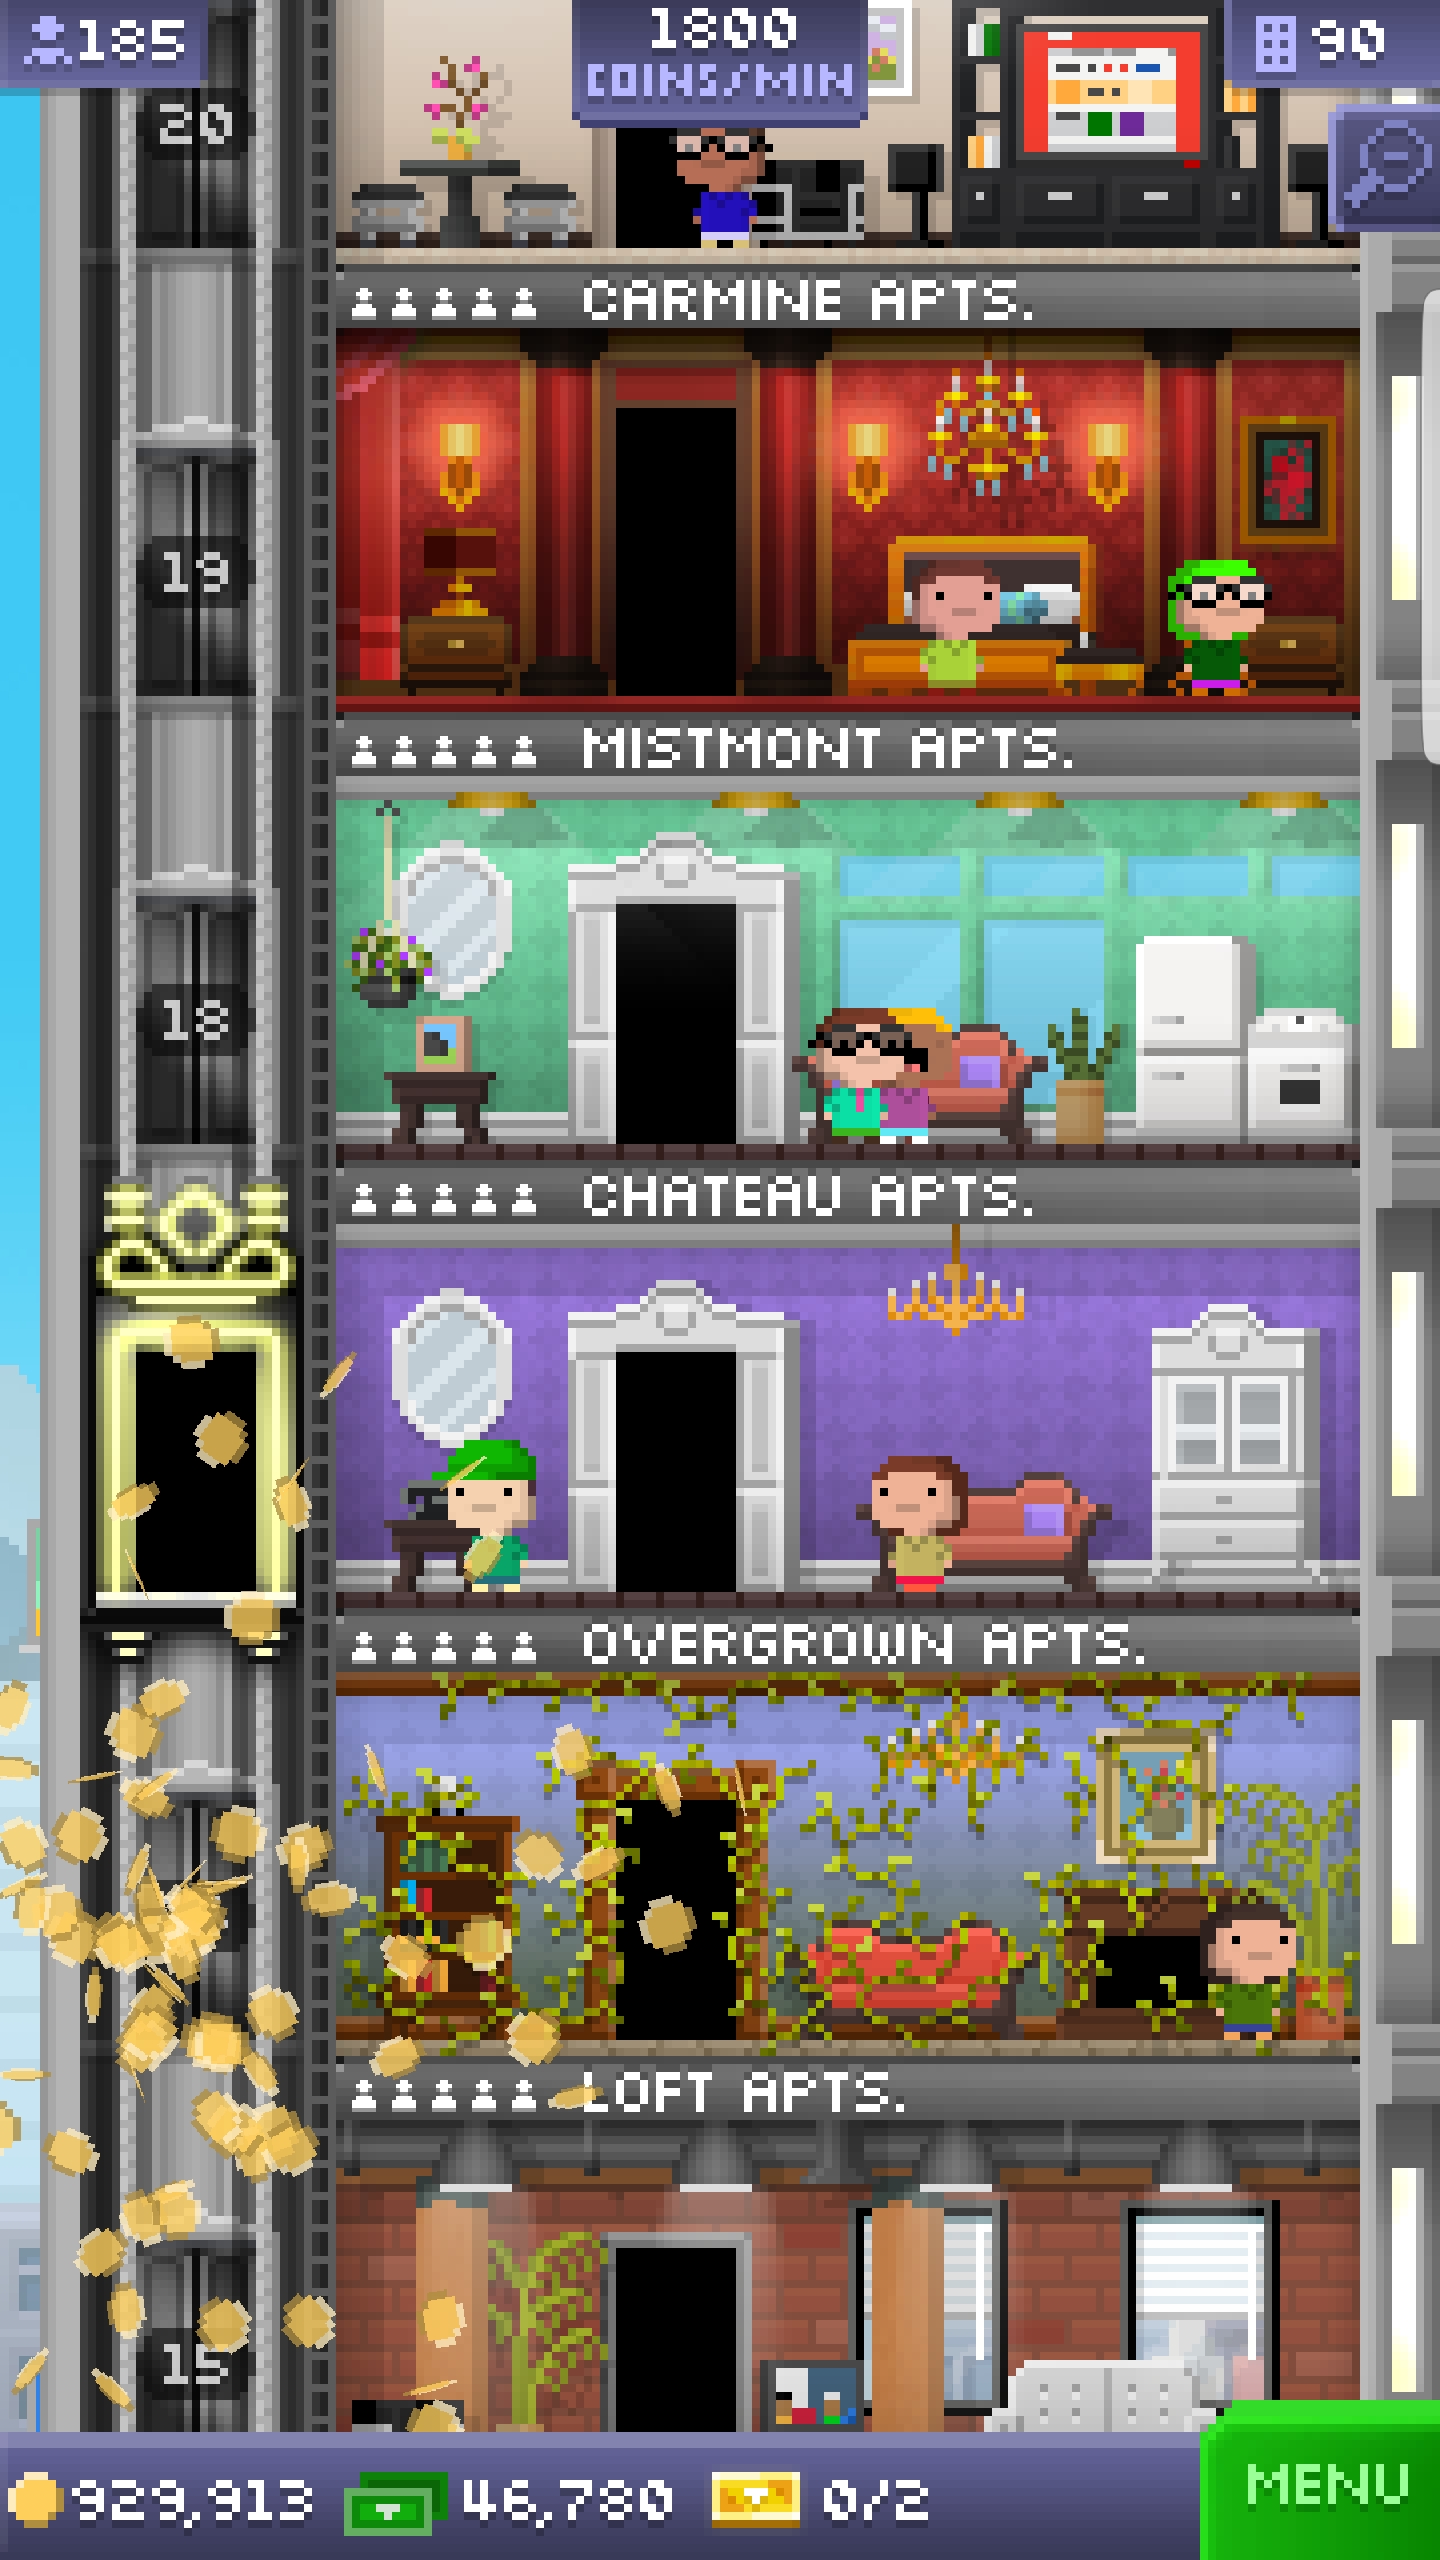 185
1800
COINS/MIN
90
20
CARMINE APTS.
19
MISTMONT APTS.
18
CHATEAU APTS.
OVERGROWN APTS.
LOFT APTS.
15
929,913
46,780
0/2
MENU